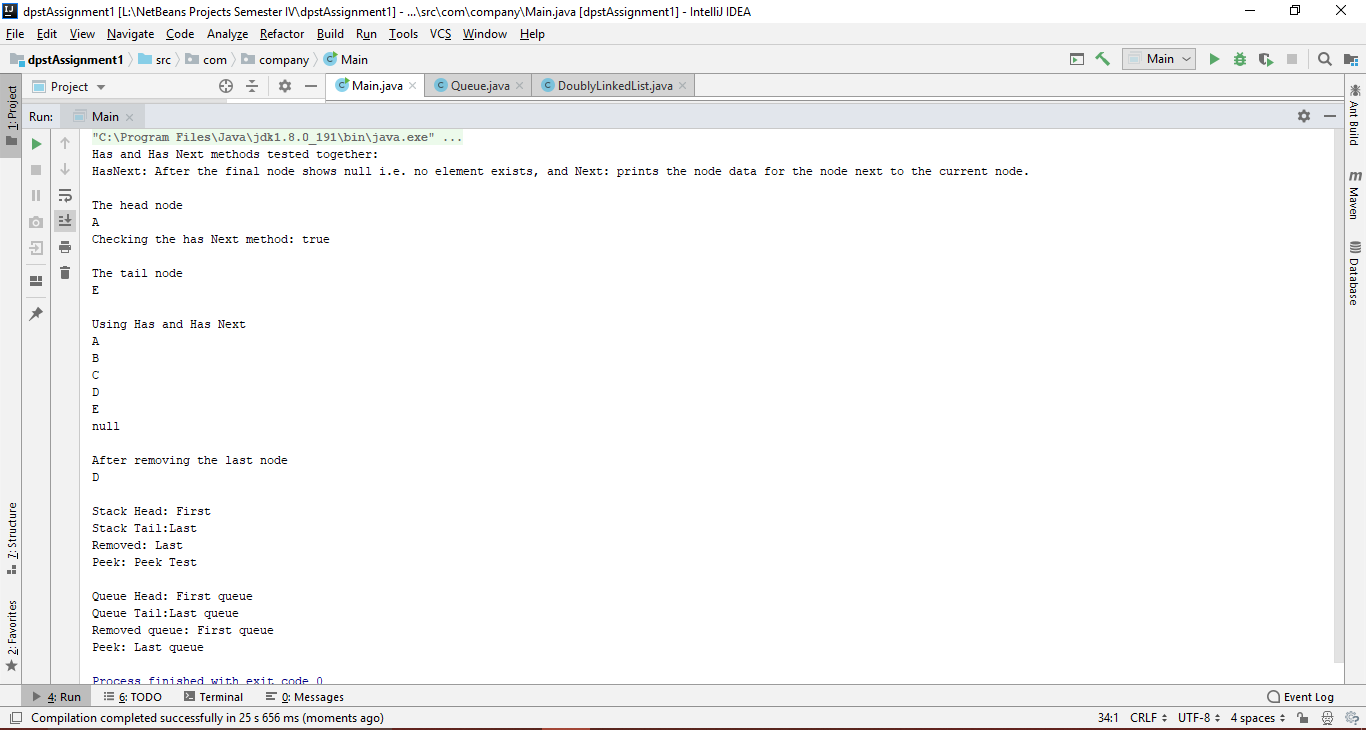 dpstAssignment1 [L:\NetBeans Projects Semester IV\dpstAssignment1] - ...\src\com\company\Main.java [dpstAssignment1] - IntelliJ IDEA
File Edit View Navigate Code Analyze Refactor Build Run Tools VCS Window Help
dpstAssignment1 src com company Main
Main
Project
Main.java Queue.java DoublyLinkedList.java
Run: Main
"C:\Program Files\Java\jdk1.8.0_191\bin\java.exe" ...
Has and Has Next methods tested together:
HasNext: After the final node shows null i.e. no element exists, and Next: prints the node data for the node next to the current node.
The head node
A
Checking the has Next method: true
The tail node
E
Using Has and Has Next
A
B
C
D
E
null
After removing the last node
D
Stack Head: First
Stack Tail:Last
Removed: Last
Peek: Peek Test
Queue Head: First queue
Queue Tail:Last queue
Removed queue: First queue
Peek: Last queue
Process finished with exit code 0
1: Project
7: Structure
2: Favorites
Ant Build
Maven
Database
4: Run 6: TODO Terminal 0: Messages Event Log
Compilation completed successfully in 25 s 656 ms (moments ago) 34:1 CRLF UTF-8 4 spaces